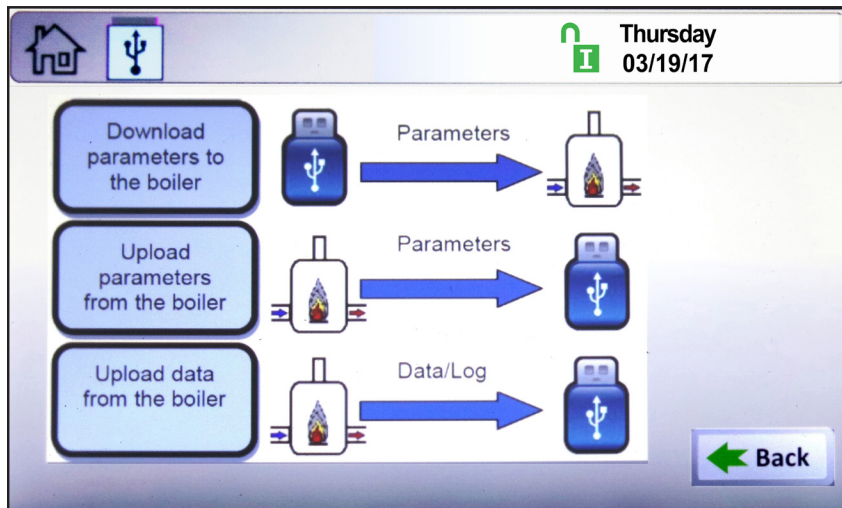 Thursday
03/19/17
Download
parameters to
the boiler
Parameters
Upload
parameters
from the boiler
Parameters
Upload data
from the boiler
Data/Log
Back